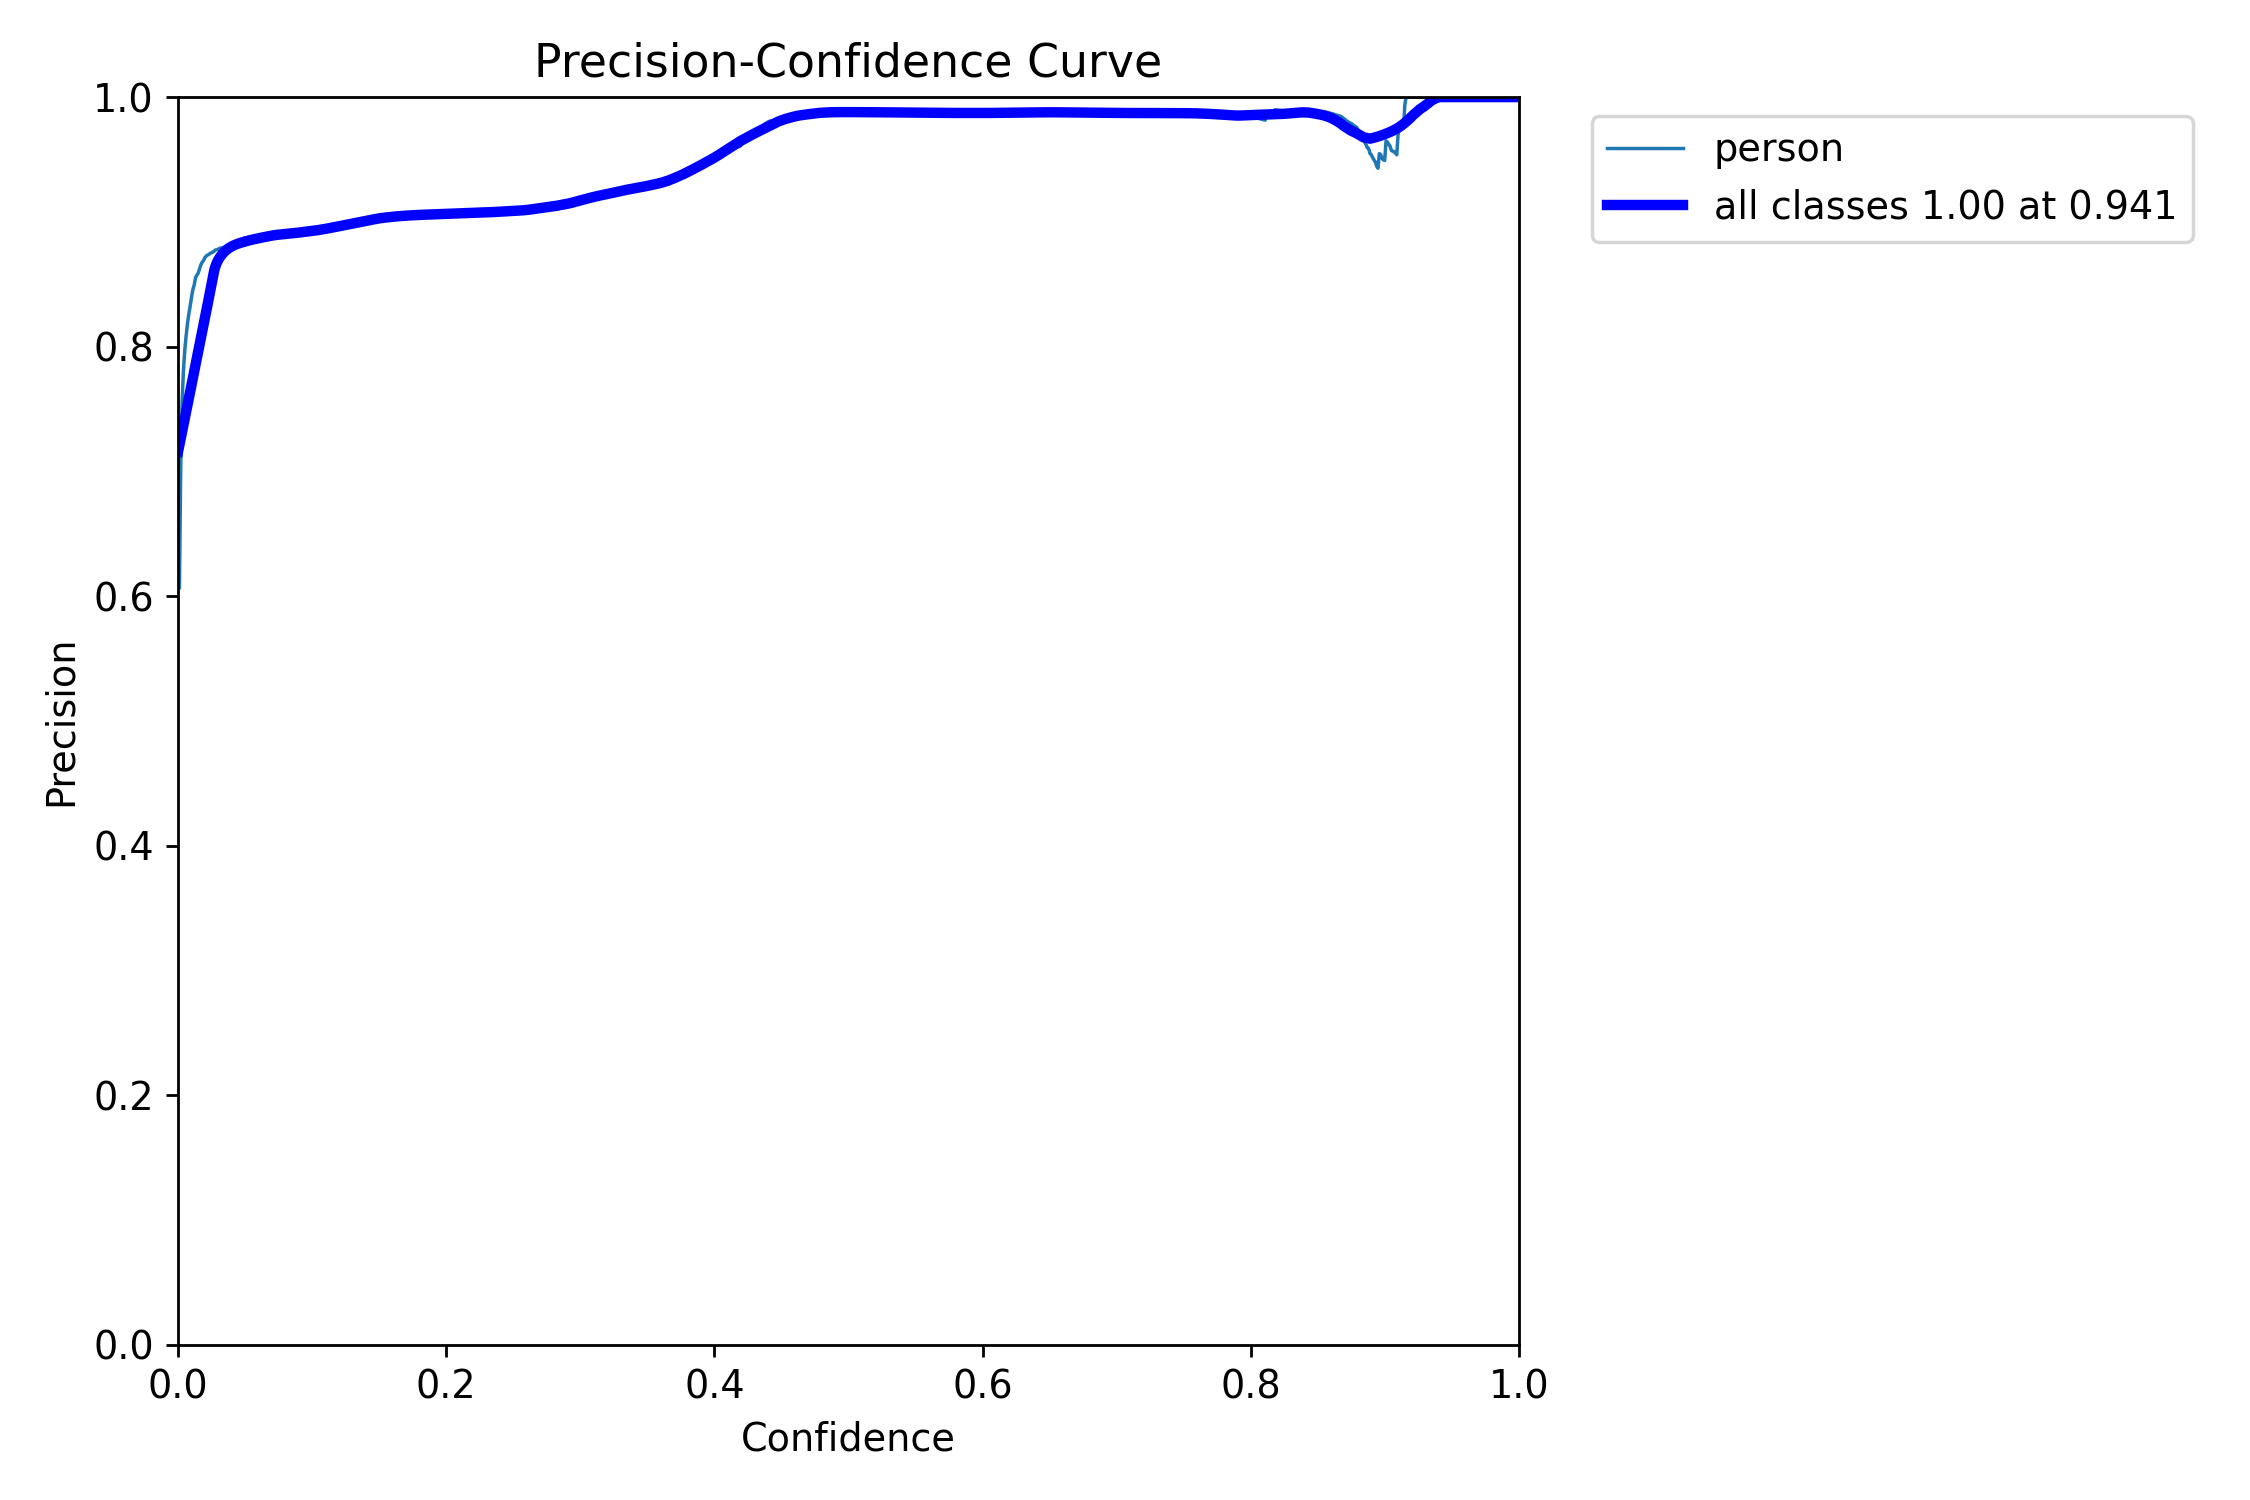 Precision-Confidence Curve
1.0
0.8
0.6
0.4
0.2
0.0
Precision
0.0 0.2 0.4 0.6 0.8 1.0
Confidence
person
all classes 1.00 at 0.941